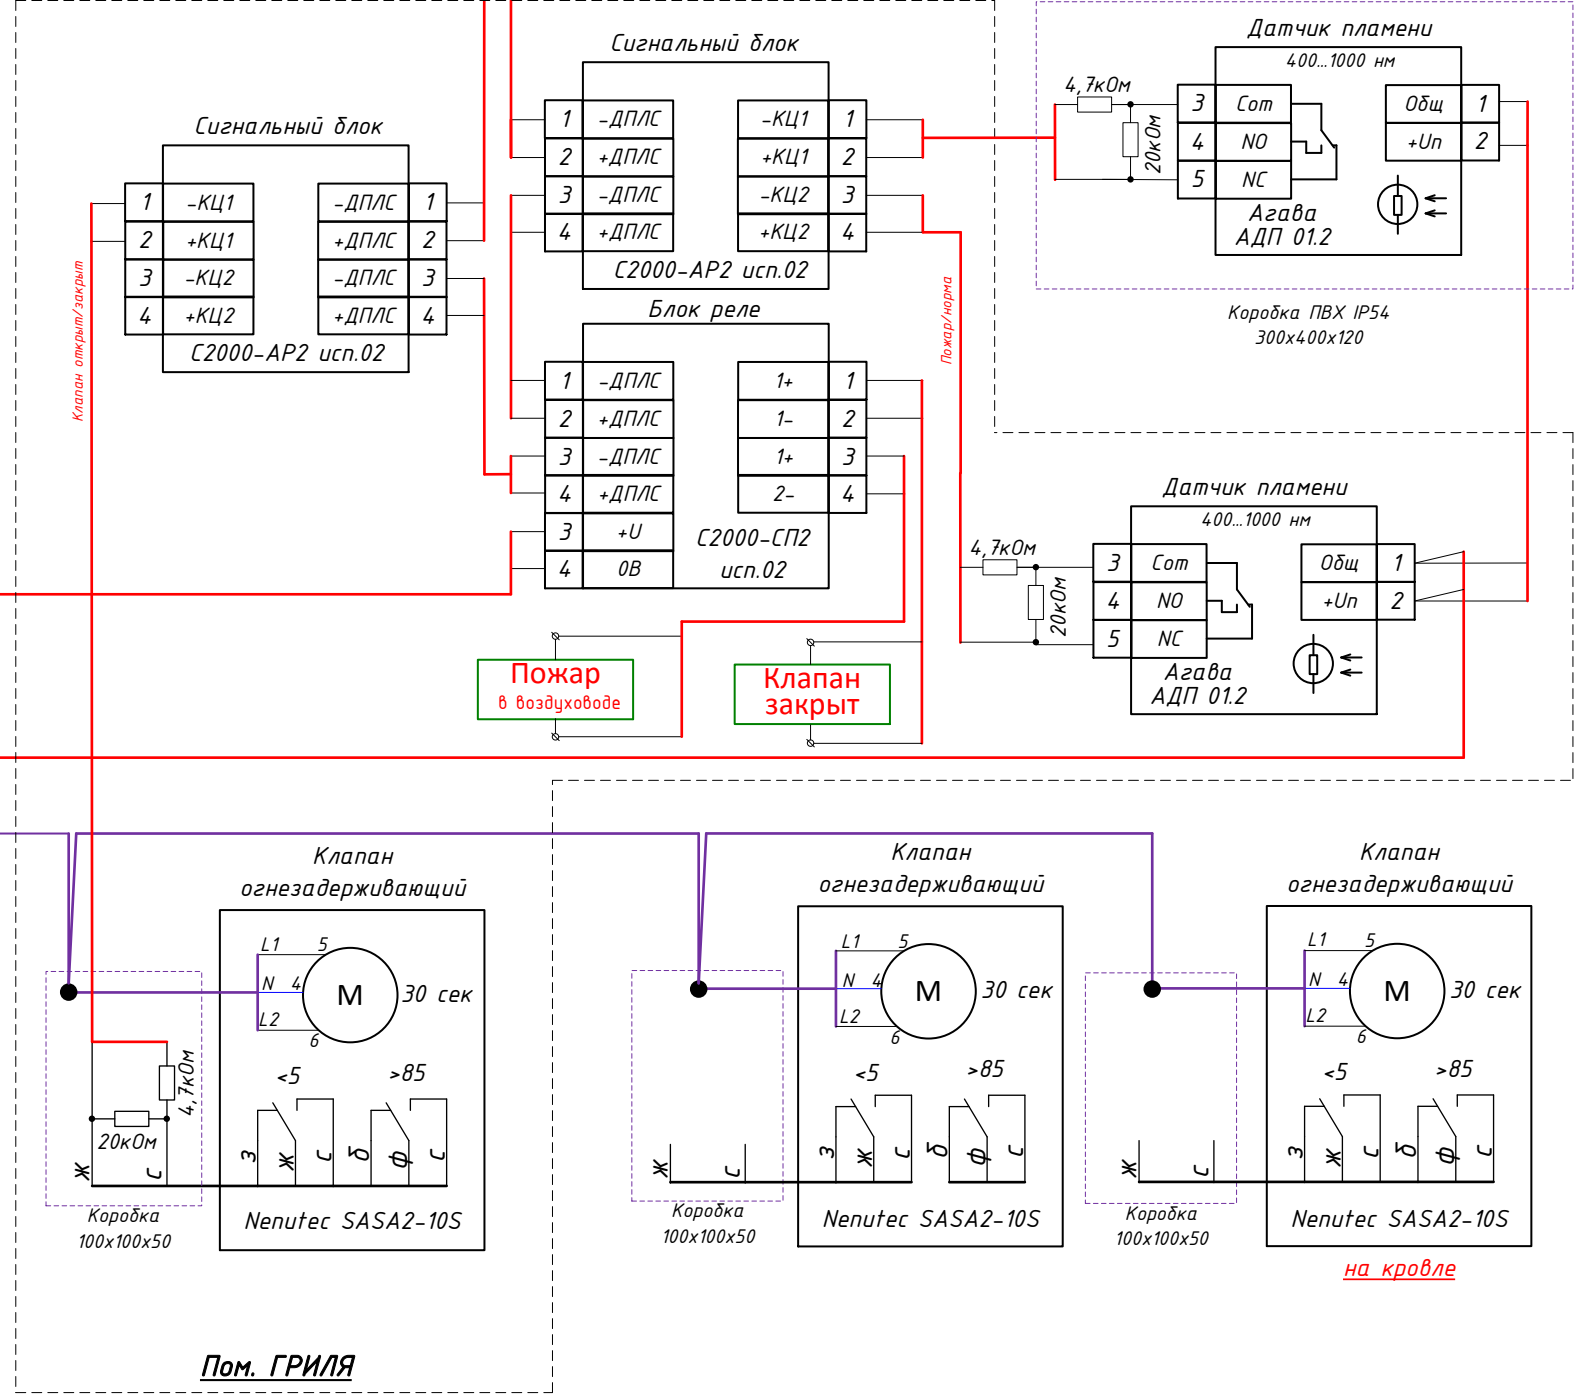 Сигнальный блок
1 -КЦ1 -ДПЛС 1
2 +КЦ1 +ДПЛС 2
3 -КЦ2 -ДПЛС 3
4 +КЦ2 +ДПЛС 4
С2000-АР2 исп.02
Клапан открыт/закрыт
Сигнальный блок
1 -ДПЛС -КЦ1 1
2 +ДПЛС +КЦ1 2
3 -ДПЛС -КЦ2 3
4 +ДПЛС +КЦ2 4
С2000-АР2 исп.02
Блок реле
1 -ДПЛС 1+ 1
2 +ДПЛС 1- 2
3 -ДПЛС 1+ 3
4 +ДПЛС 2- 4
3 +U
4 0В
С2000-СП2
исп.02
Пожар/норма
Датчик пламени
400...1000 нм
4,7кОм
20кОм
3 Com Общ 1
4 NO +Uп 2
5 NC
Агава
АДП 01.2
Коробка ПВХ IP54
300х400х120
Датчик пламени
400...1000 нм
4,7кОм
20кОм
3 Com Общ 1
4 NO +Uп 2
5 NC
Агава
АДП 01.2
Пожар
в воздуховоде
Клапан
закрыт
Клапан
огнезадерживающий
L1 5
N 4 М 30 сек
L2 6
<5 >85
4,7кОм
20кОм
Ж С З Ж С б ф С
Коробка
100х100х50
Nenutec SASA2-10S
Клапан
огнезадерживающий
L1 5
N 4 М 30 сек
L2 6
<5 >85
Ж С З Ж С б ф С
Коробка
100х100х50
Nenutec SASA2-10S
Клапан
огнезадерживающий
L1 5
N 4 М 30 сек
L2 6
<5 >85
Ж С З Ж С б ф С
Коробка
100х100х50
Nenutec SASA2-10S
на кровле
Пом. ГРИЛЯ